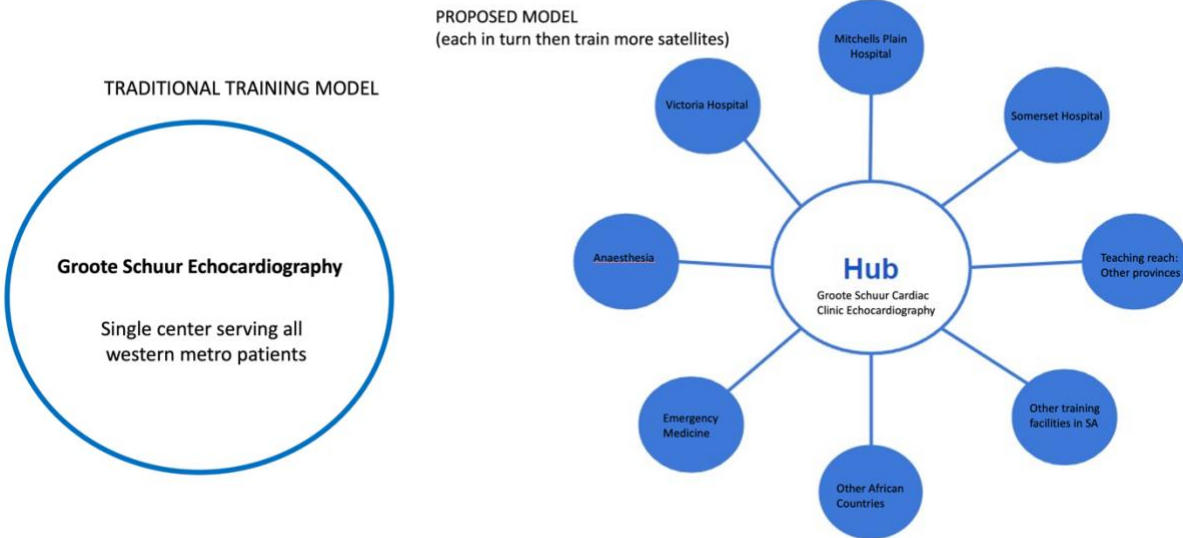 TRADITIONAL TRAINING MODEL
Groote Schuur Echocardiography
Single center serving all
western metro patients
PROPOSED MODEL
(each in turn then train more satellites)
Mitchells Plain
Hospital
Victoria Hospital
Somerset Hospital
Anaesthesia
Hub
Groote Schuur Cardiac
Clinic Echocardiography
Teaching reach:
Other provinces
Emergency
Medicine
Other training
facilities in SA
Other African
Countries